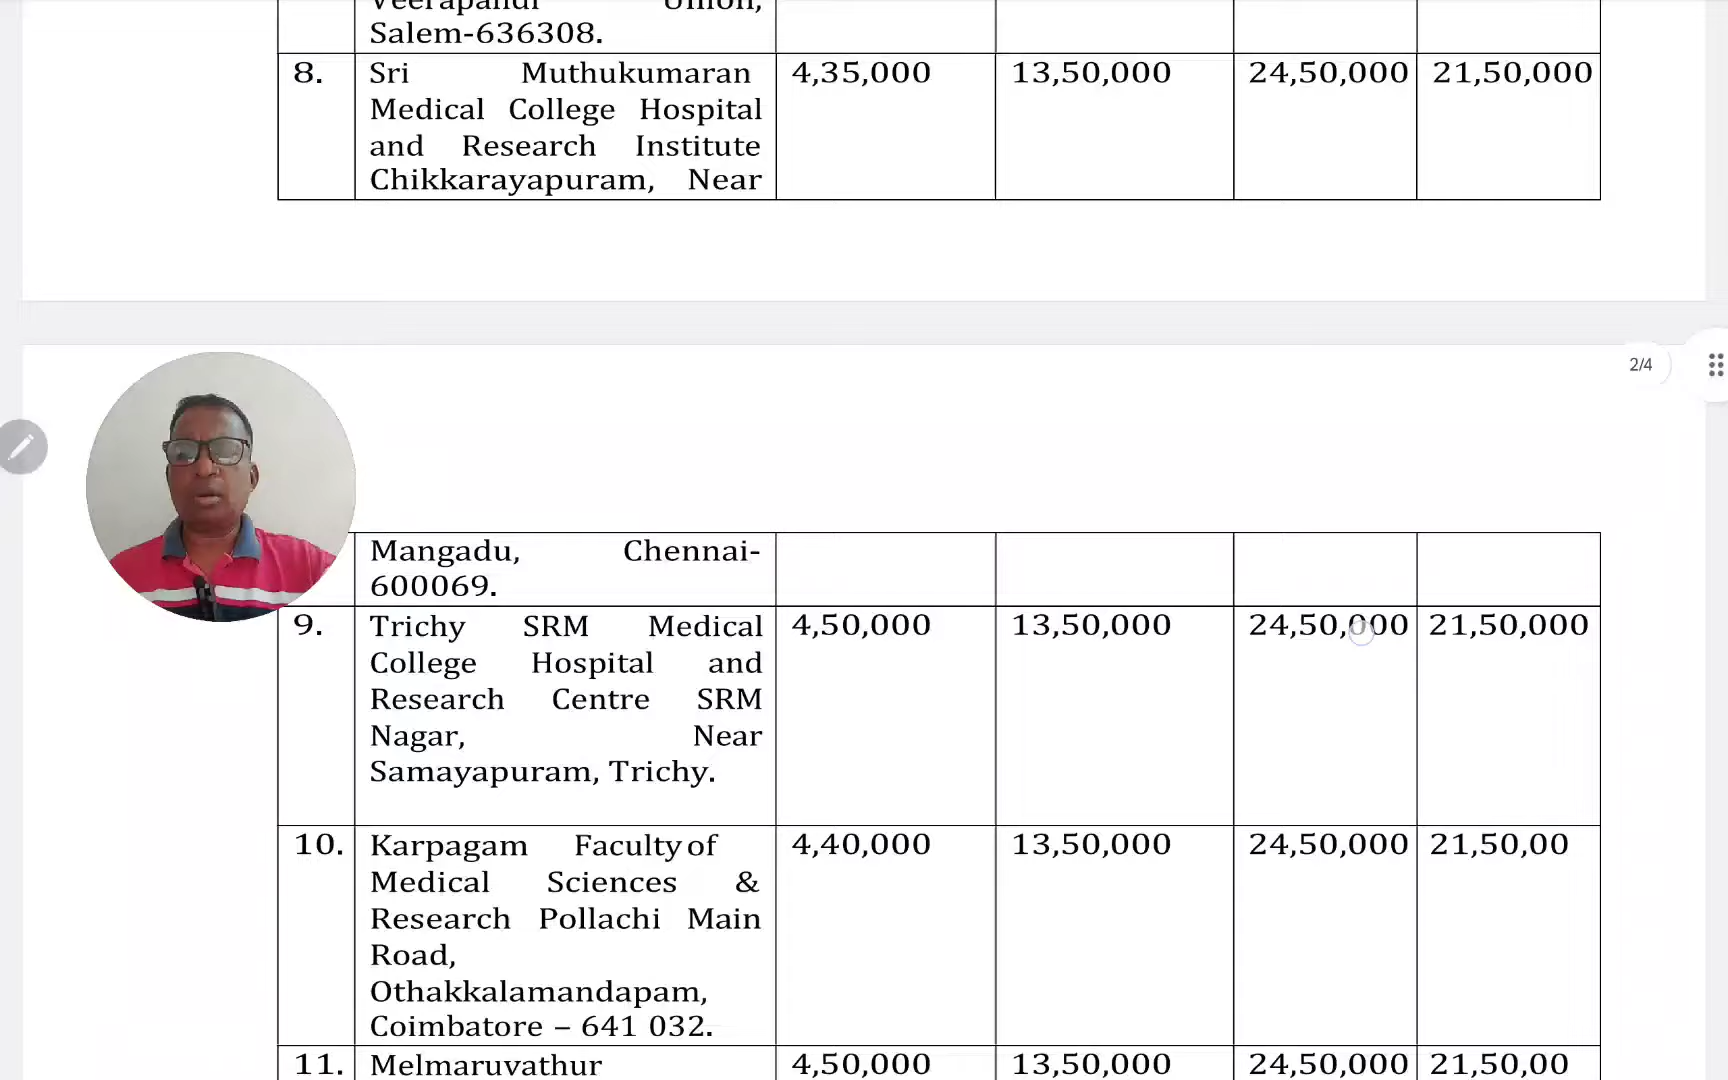 Veerapandi Union,
Salem-636308.
8. Sri Muthukumaran 4,35,000 13,50,000 24,50,000 21,50,000
Medical College Hospital
and Research Institute
Chikkarayapuram, Near
2/4
Mangadu, Chennai-
600069.
9. Trichy SRM Medical 4,50,000 13,50,000 24,50,000 21,50,000
College Hospital and
Research Centre SRM
Nagar, Near
Samayapuram, Trichy.
10. Karpagam Faculty of 4,40,000 13,50,000 24,50,000 21,50,00
Medical Sciences &
Research Pollachi Main
Road,
Othakkalamandapam,
Coimbatore – 641 032.
11. Melmaruvathur 4,50,000 13,50,000 24,50,000 21,50,00